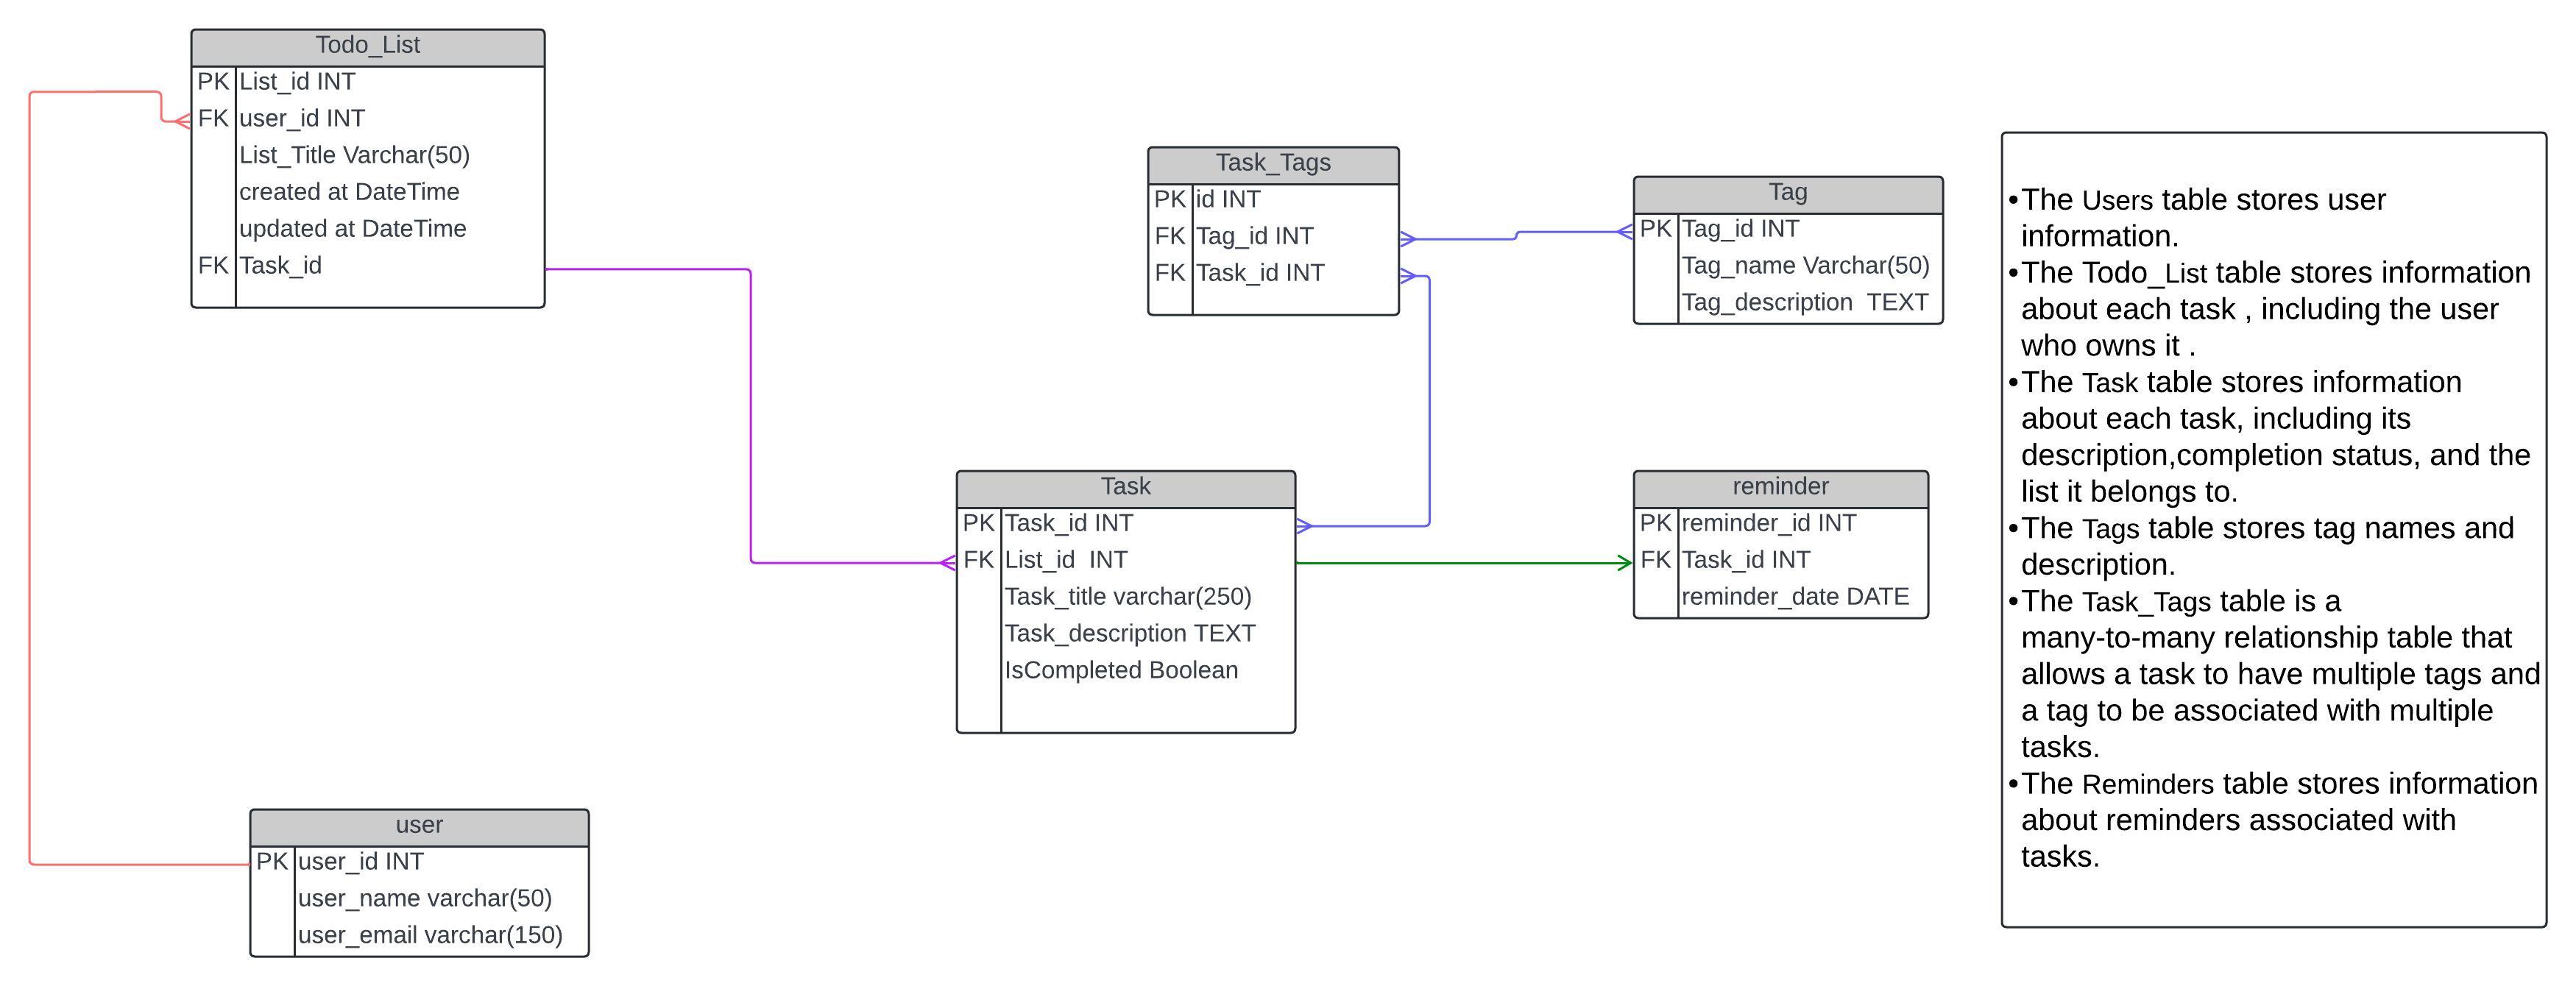 Todo_List
PK List_id INT
FK user_id INT
List_Title Varchar(50)
created at DateTime
updated at DateTime
FK Task_id
Task_Tags
PK id INT
FK Tag_id INT
FK Task_id INT
Tag
PK Tag_id INT
Tag_name Varchar(50)
Tag_description TEXT
Task
PK Task_id INT
FK List_id INT
Task_title varchar(250)
Task_description TEXT
IsCompleted Boolean
reminder
PK reminder_id INT
FK Task_id INT
reminder_date DATE
user
PK user_id INT
user_name varchar(50)
user_email varchar(150)
•The Users table stores user
information.
•The Todo_List table stores information
about each task , including the user
who owns it .
•The Task table stores information
about each task, including its
description,completion status, and the
list it belongs to.
•The Tags table stores tag names and
description.
•The Task_Tags table is a
many-to-many relationship table that
allows a task to have multiple tags and
a tag to be associated with multiple
tasks.
•The Reminders table stores information
about reminders associated with
tasks.